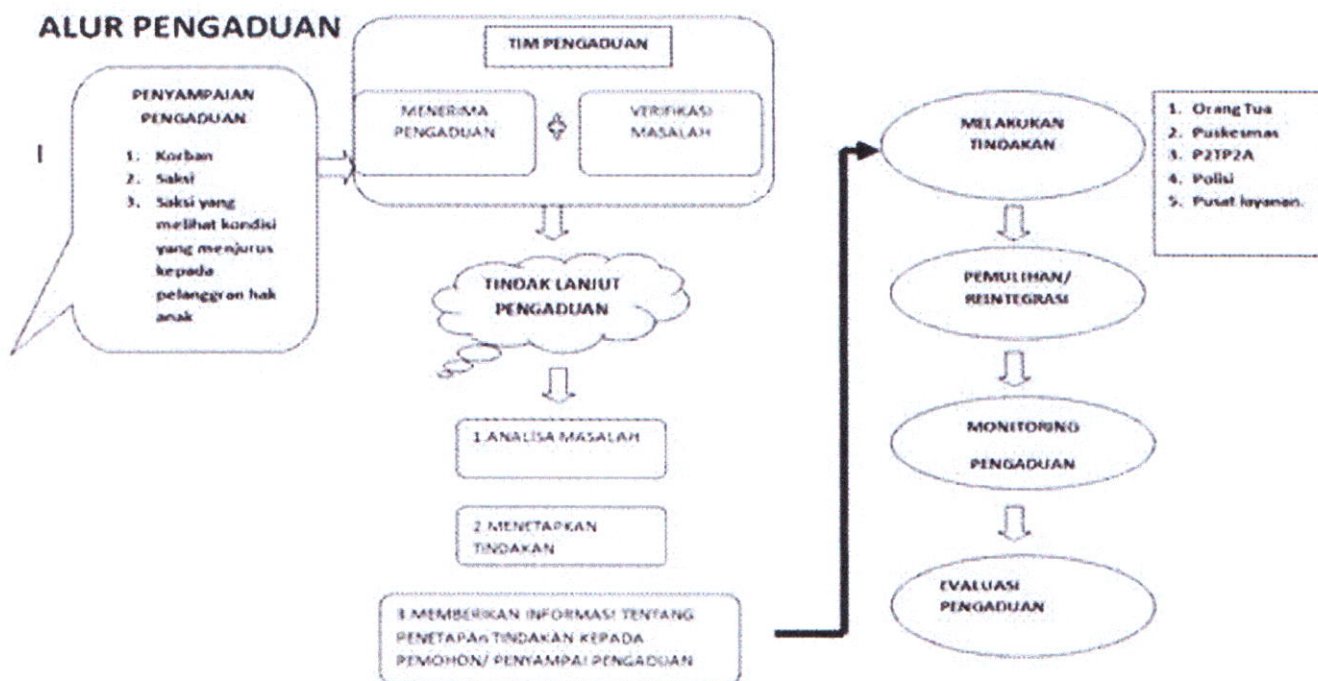 ALUR PENGADUAN
PENYAMPAIAN
PENGADUAN
1. Korban
2. Saksi
3. Saksi yang
melihat kondisi
yang menjurus
kepada
pelanggran hak
anak
TIM PENGADUAN
MENERIMA
PENGADUAN
VERIFIKASI
MASALAH
TINDAK LANJUT
PENGADUAN
1.ANALISA MASALAH
2.MENETAPKAN
TINDAKAN
3.MEMBERIKAN INFORMASI TENTANG
PENETAPAn TINDAKAN KEPADA
PEMOHON/ PENYAMPAI PENGADUAN
MELAKUKAN
TINDAKAN
1. Orang Tua
2. Puskesmas
3. P2TP2A
4. Polisi
5. Pusat layanan.
PEMULIHAN/
REINTEGRASI
MONITORING
PENGADUAN
EVALUASI
PENGADUAN